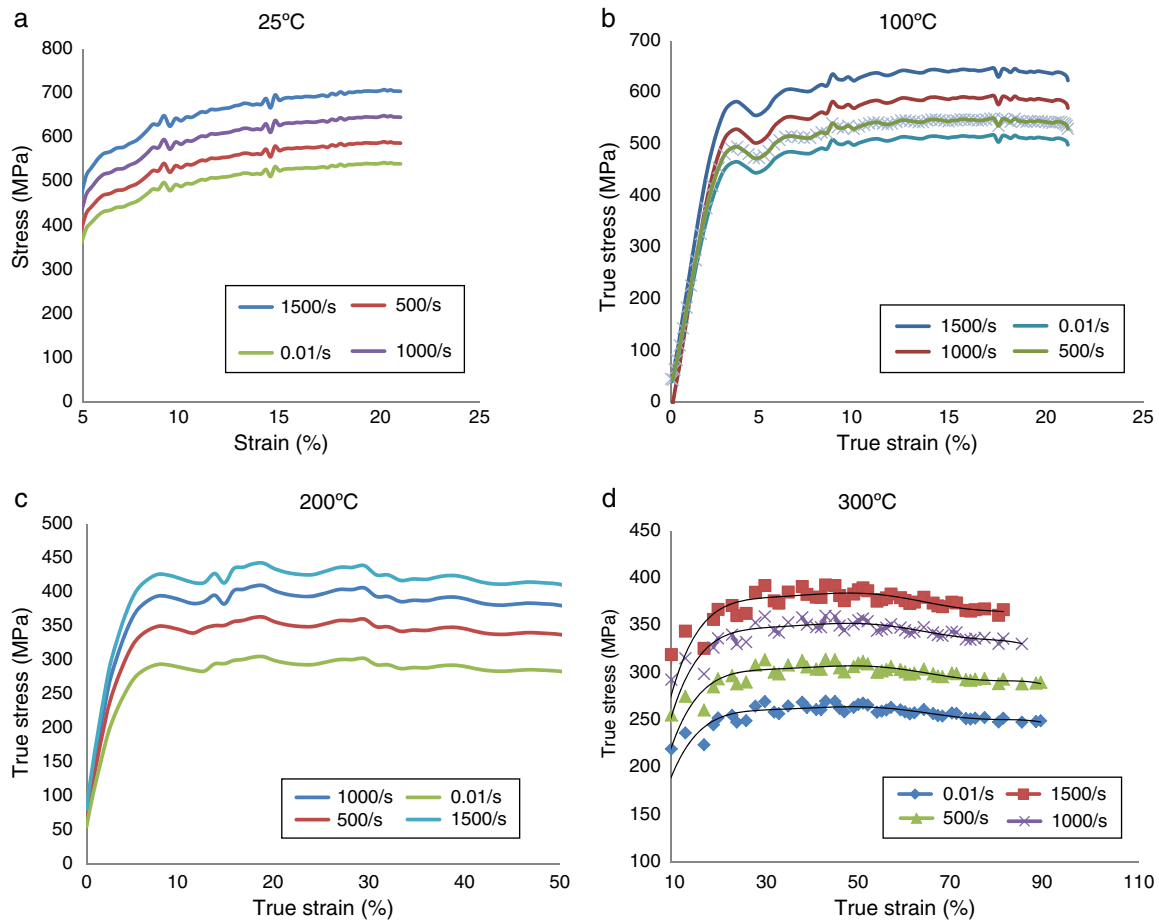 a
25°C
800
700
600
500
400
300
200
100
0
Stress (MPa)
5
10
15
20
25
Strain (%)
1500/s
500/s
0.01/s
1000/s
b
100°C
700
600
500
400
300
200
100
0
True stress (MPa)
0
5
10
15
20
25
True strain (%)
1500/s
0.01/s
1000/s
500/s
c
200°C
500
450
400
350
300
250
200
150
100
50
0
True stress (MPa)
0
10
20
30
40
50
True strain (%)
1000/s
0.01/s
500/s
1500/s
d
300°C
450
400
350
300
250
200
100
True stress (MPa)
10
30
50
70
90
110
True strain (%)
0.01/s
1500/s
500/s
1000/s